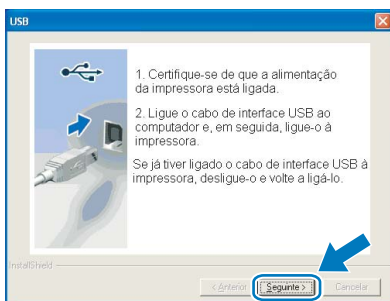 USB
1. Certifique-se de que a alimentação
da impressora está ligada.
2. Ligue o cabo de interface USB ao
computador e, em seguida, ligue-o à
impressora.
Se já tiver ligado o cabo de interface USB à
impressora, desligue-o e volte a ligá-lo.
InstallShield
< Anterior Seguinte > Cancelar